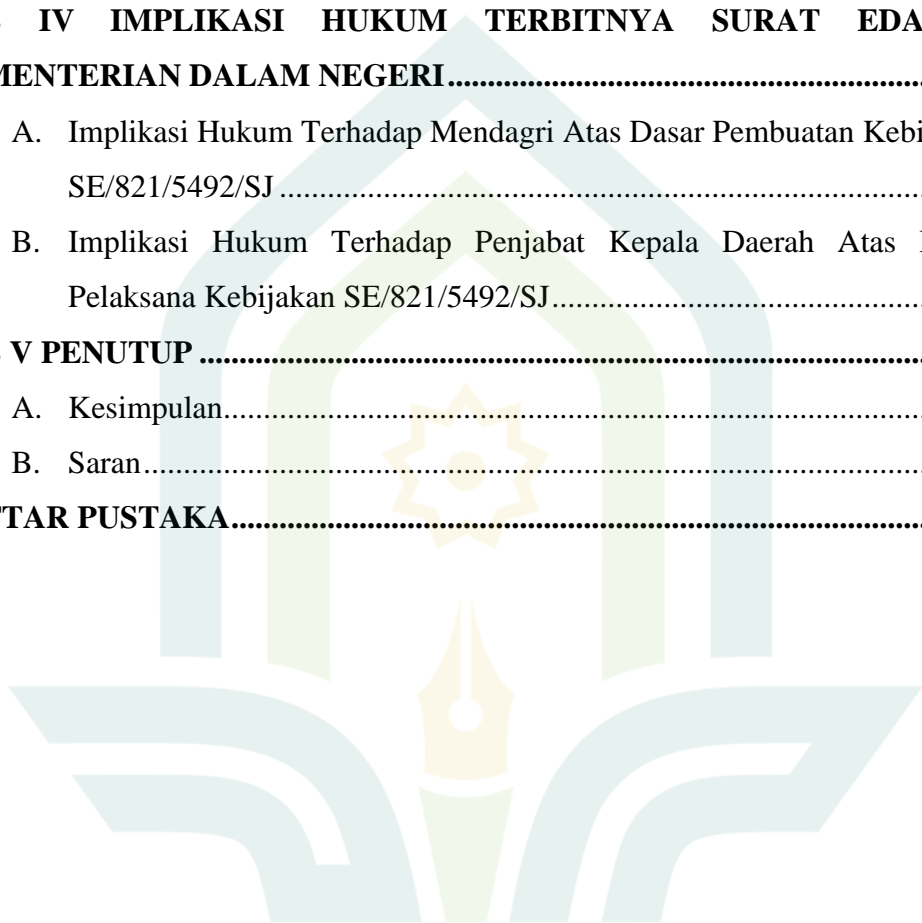 IV IMPLIKASI HUKUM TERBITNYA SURAT EDA
MENTERIAN DALAM NEGERI........................................................
A. Implikasi Hukum Terhadap Mendagri Atas Dasar Pembuatan Kebi
SE/821/5492/SJ ................................................................................
B. Implikasi Hukum Terhadap Penjabat Kepala Daerah Atas
Pelaksana Kebijakan SE/821/5492/SJ...............................................
V PENUTUP ..........................................................................................
A. Kesimpulan.......................................................................................
B. Saran.................................................................................................
TAR PUSTAKA.......................................................................................